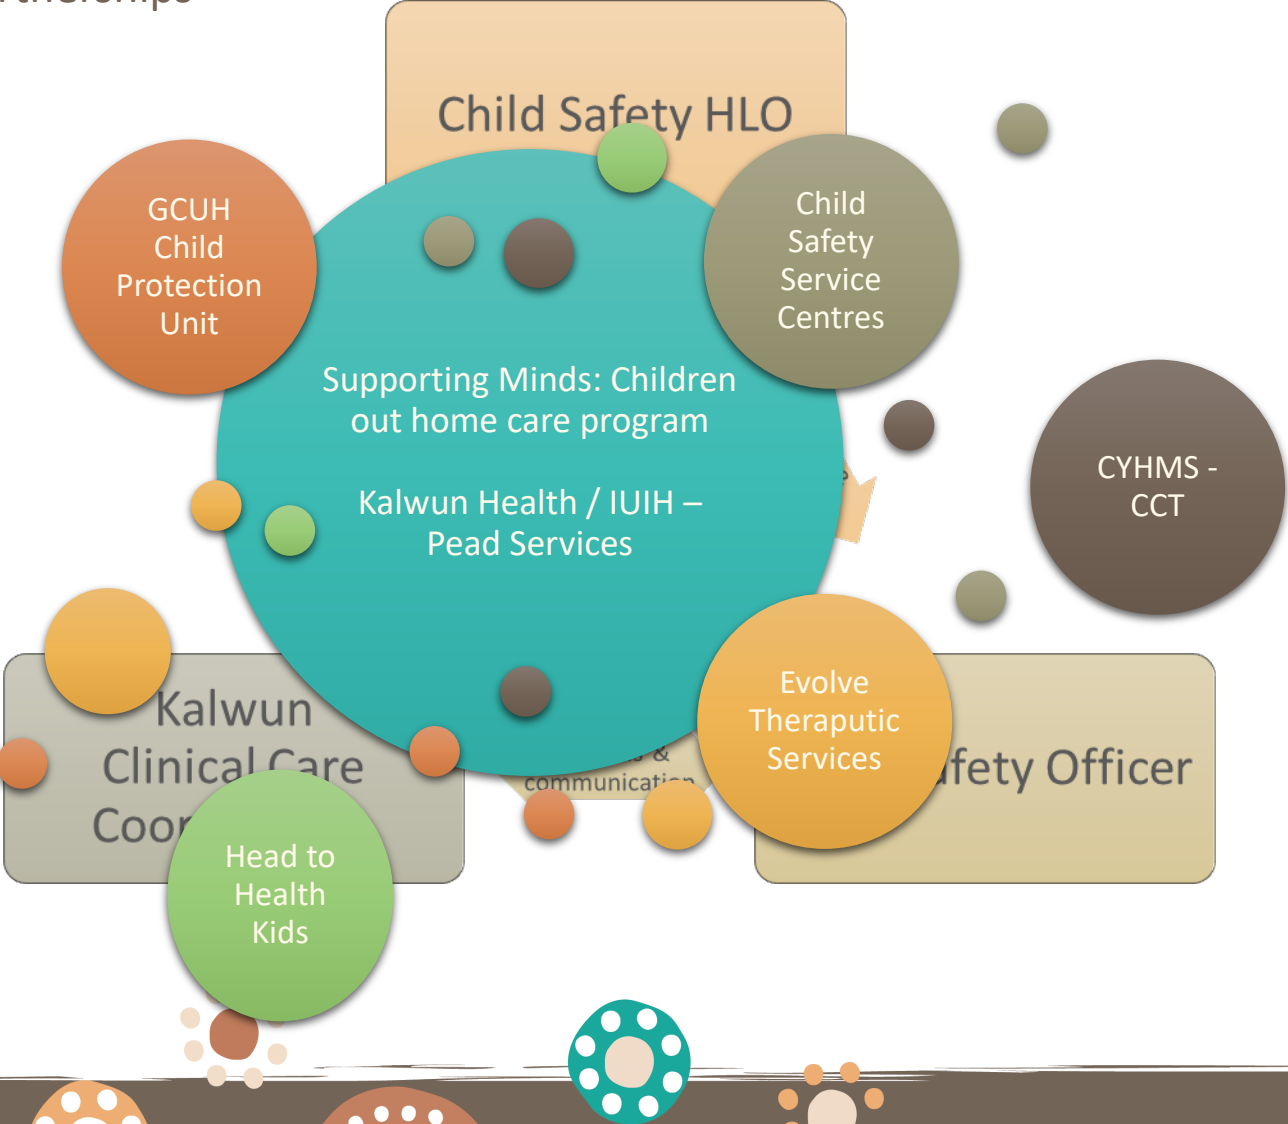 Child Safety HLO
GCUH
Child
Protection
Unit
Child
Safety
Service
Centres
Supporting Minds: Children
out home care program
Kalwun Health / IUIH –
Pead Services
CYHMS -
CCT
Kalwun
Clinical Care
Evolve
Theraputic
Services
Officer
&
communication
Head to
Health
Kids